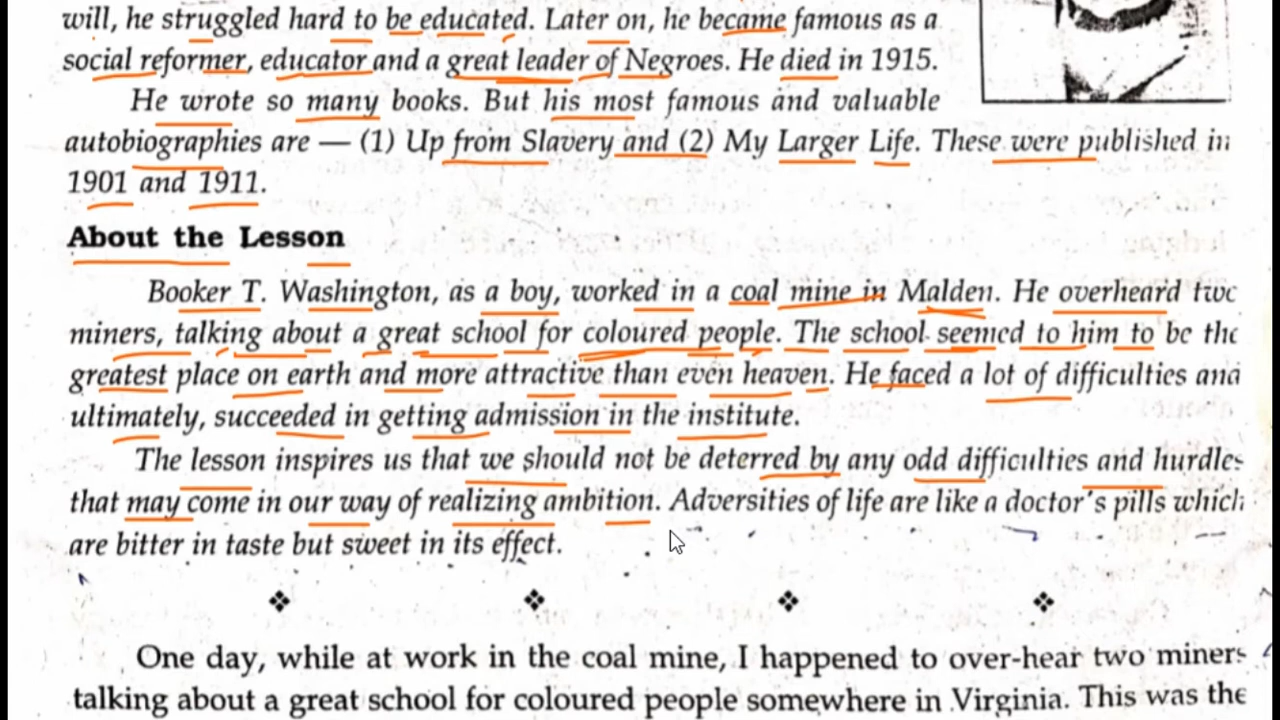 will, he struggled hard to be educated. Later on, he became famous as a
social reformer, educator and a great leader of Negroes. He died in 1915.
He wrote so many books. But his most famous and valuable
autobiographies are — (1) Up from Slavery and (2) My Larger Life. These were published in
1901 and 1911.
About the Lesson
Booker T. Washington, as a boy, worked in a coal mine in Malden. He overheard two
miners, talking about a great school for coloured people. The school seemed to him to be the
greatest place on earth and more attractive than even heaven. He faced a lot of difficulties and
ultimately, succeeded in getting admission in the institute.
The lesson inspires us that we should not be deterred by any odd difficulties and hurdles
that may come in our way of realizing ambition. Adversities of life are like a doctor's pills which
are bitter in taste but sweet in its effect.
One day, while at work in the coal mine, I happened to over-hear two miners
talking about a great school for coloured people somewhere in Virginia. This was the